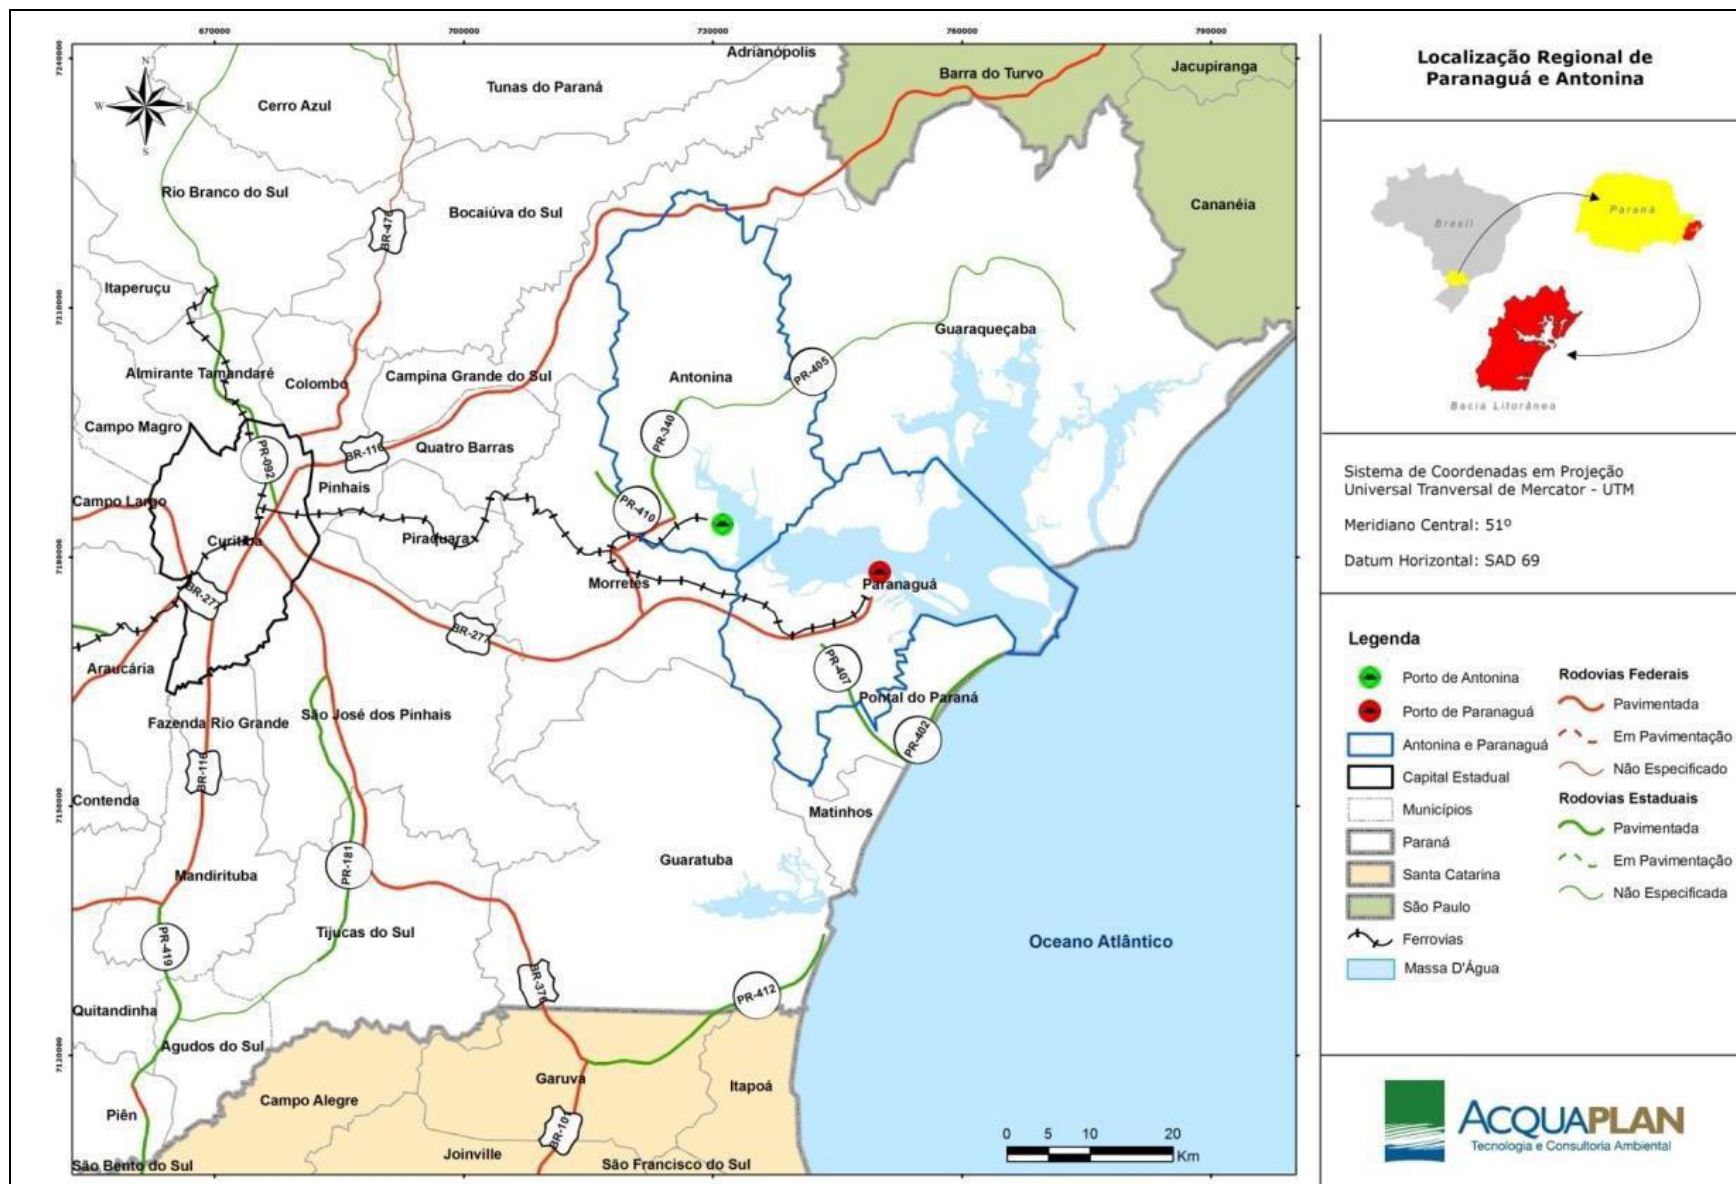 670000
700000
730000
760000
790000
7240000
7210000
7180000
7150000
7120000
N
W
E
S
Adrianópolis
Barra do Turvo
Jacupiranga
Tunas do Paraná
Cerro Azul
Rio Branco do Sul
Bocaiúva do Sul
Cananéia
BR-476
Itaperuçu
Guaraqueçaba
Almirante Tamandaré
Colombo
Campina Grande do Sul
Antonina
PR-405
Campo Magro
PR-340
PR-092
BR-116
Quatro Barras
Pinhais
Campo Largo
PR-410
Curitiba
Piraquara
Morretes
Paranaguá
BR-277
BR-277
Araucária
PR-407
Pontal do Paraná
São José dos Pinhais
Fazenda Rio Grande
PR-402
BR-116
Contenda
Matinhos
Guaratuba
PR-181
Mandirituba
Tijucas do Sul
PR-419
Oceano Atlântico
BR-376
PR-412
Quitandinha
Agudos do Sul
Garuva
Itapoá
Campo Alegre
Piên
BR-10
Joinville
São Bento do Sul
São Francisco do Sul
0 5 10 20
Km
Localização Regional de
Paranaguá e Antonina
Brasil
Paraná
Bacia Litorânea
Sistema de Coordenadas em Projeção
Universal Tranversal de Mercator - UTM
Meridiano Central: 51º
Datum Horizontal: SAD 69
Legenda
Porto de Antonina
Porto de Paranaguá
Antonina e Paranaguá
Capital Estadual
Municípios
Paraná
Santa Catarina
São Paulo
Ferrovias
Massa D'Água
Rodovias Federais
Pavimentada
Em Pavimentação
Não Especificado
Rodovias Estaduais
Pavimentada
Em Pavimentação
Não Especificada
ACQUAPLAN
Tecnologia e Consultoria Ambiental